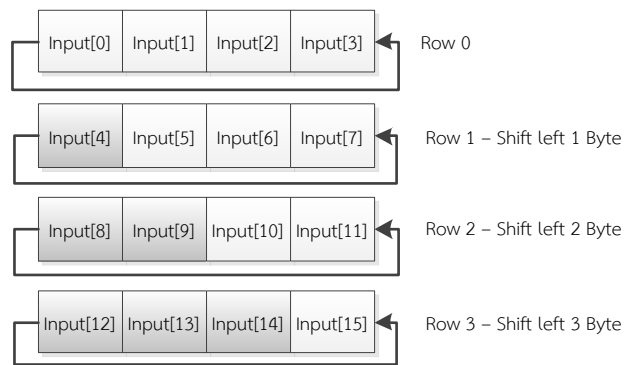 Input[0] Input[1] Input[2] Input[3] Row 0
Input[4] Input[5] Input[6] Input[7] Row 1 – Shift left 1 Byte
Input[8] Input[9] Input[10] Input[11] Row 2 – Shift left 2 Byte
Input[12] Input[13] Input[14] Input[15] Row 3 – Shift left 3 Byte